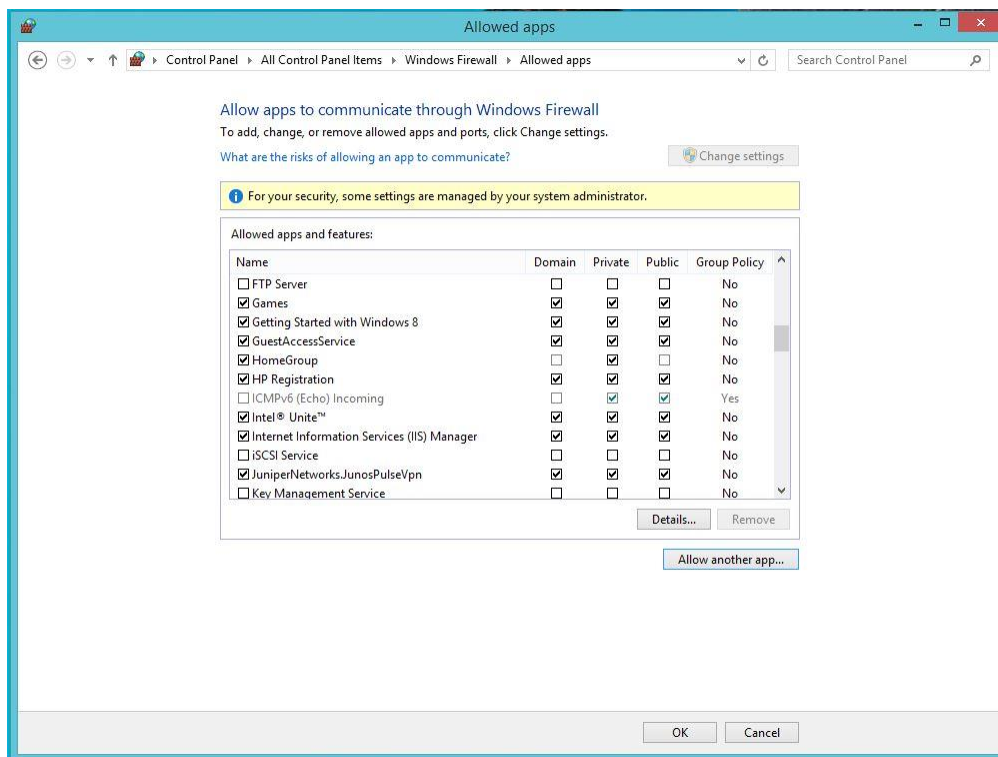 Allowed apps
Control Panel All Control Panel Items Windows Firewall Allowed apps Search Control Panel
Allow apps to communicate through Windows Firewall
To add, change, or remove allowed apps and ports, click Change settings.
What are the risks of allowing an app to communicate? Change settings
For your security, some settings are managed by your system administrator.
Allowed apps and features:
Name Domain Private Public Group Policy
FTP Server No
Games No
Getting Started with Windows 8 No
GuestAccessService No
HomeGroup No
HP Registration No
ICMPv6 (Echo) Incoming Yes
Intel® Unite™ No
Internet Information Services (IIS) Manager No
iSCSI Service No
JuniperNetworks.JunosPulseVpn No
Key Management Service No
Details... Remove
Allow another app...
OK Cancel